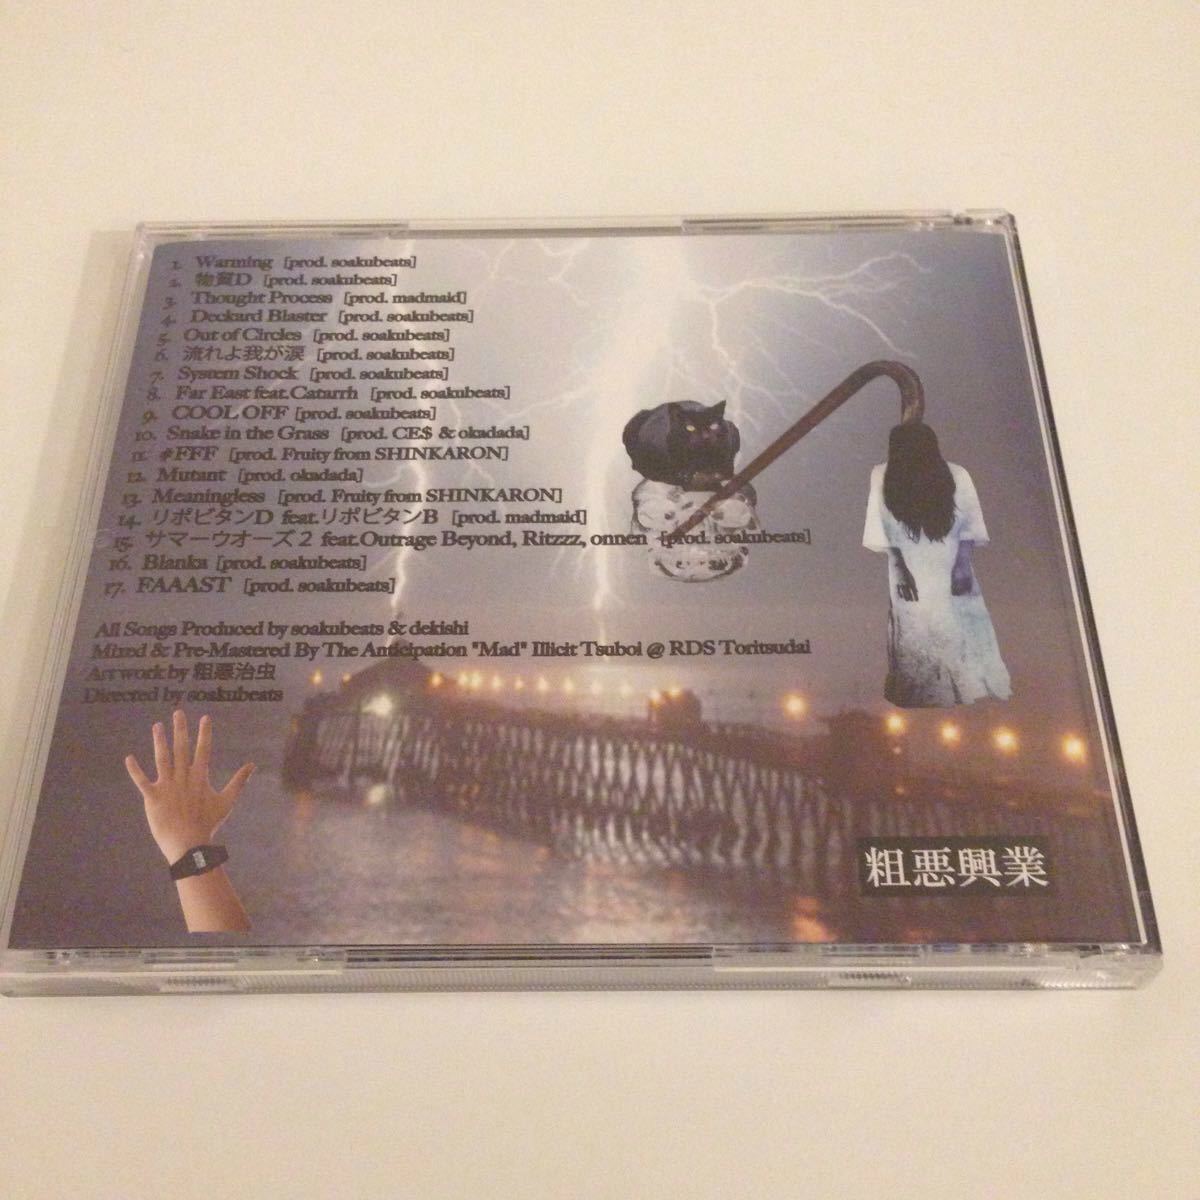 1. Warming [prod. soakubeats]
2. 物質D [prod. soakubeats]
3. Thought Process [prod. madmaid]
4. Deckard Blaster [prod. soakubeats]
5. Out of Circles [prod. soakubeats]
6. 流れよ我が涙 [prod. soakubeats]
7. System Shock [prod. soakubeats]
8. Far East feat.Catarrh [prod. soakubeats]
9. COOL OFF [prod. soakubeats]
10. Snake in the Grass [prod. CE$ & okadada]
11. #FFF [prod. Fruity from SHINKARON]
12. Mutant [prod. okadada]
13. Meaningless [prod. Fruity from SHINKARON]
14. リポビタンD feat.リポビタンB [prod. madmaid]
15. サマーウオーズ2 feat.Outrage Beyond, Ritzzz, onnen [prod. soakubeats]
16. Blanka [prod. soakubeats]
17. FAAAST [prod. soakubeats]
All Songs Produced by soakubeats & dekishi
Mixed & Pre-Mastered By The Anticipation "Mad" Illicit Tsuboi @ RDS Toritsudai
Art work by 粗悪治虫
Directed by soakubeats
粗悪興業